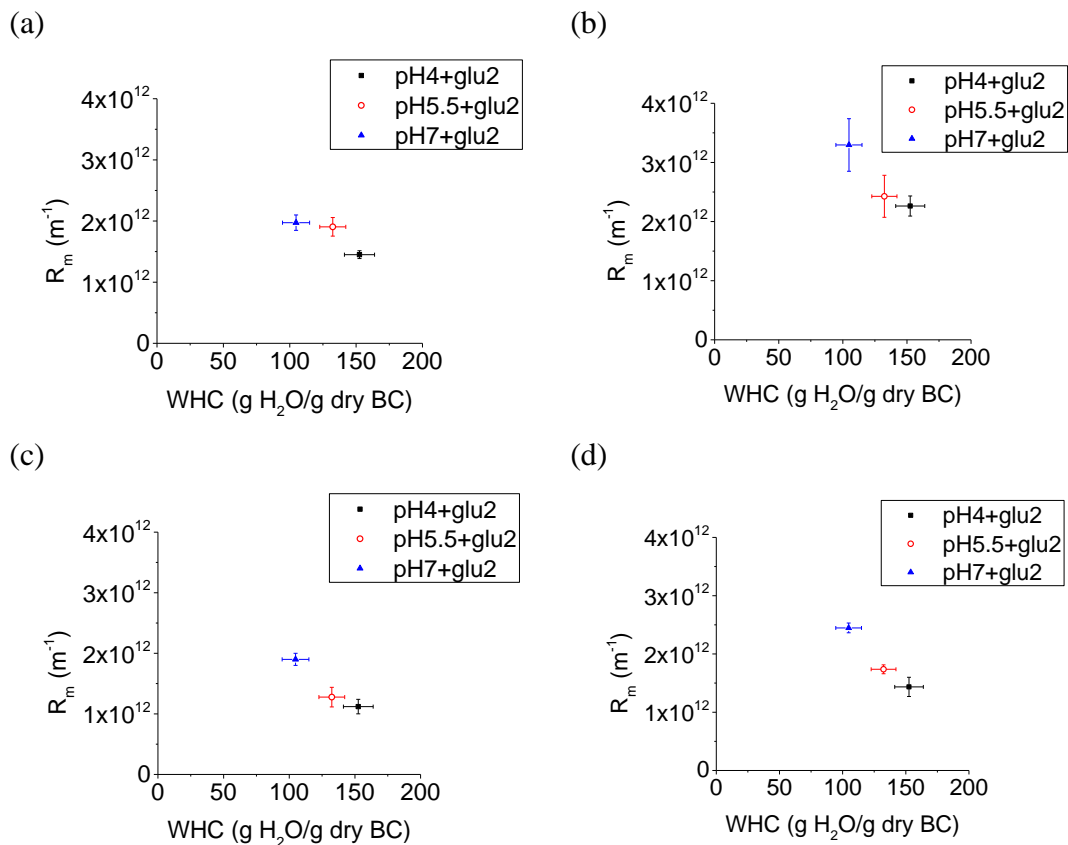 (a)
pH4+glu2
pH5.5+glu2
pH7+glu2
4x10¹²
3x10¹²
2x10¹²
1x10¹²
0
Rₘ (m⁻¹)
0 50 100 150 200
WHC (g H₂O/g dry BC)
(b)
pH4+glu2
pH5.5+glu2
pH7+glu2
4x10¹²
3x10¹²
2x10¹²
1x10¹²
0
Rₘ (m⁻¹)
0 50 100 150 200
WHC (g H₂O/g dry BC)
(c)
pH4+glu2
pH5.5+glu2
pH7+glu2
4x10¹²
3x10¹²
2x10¹²
1x10¹²
0
Rₘ (m⁻¹)
0 50 100 150 200
WHC (g H₂O/g dry BC)
(d)
pH4+glu2
pH5.5+glu2
pH7+glu2
4x10¹²
3x10¹²
2x10¹²
1x10¹²
0
Rₘ (m⁻¹)
0 50 100 150 200
WHC (g H₂O/g dry BC)